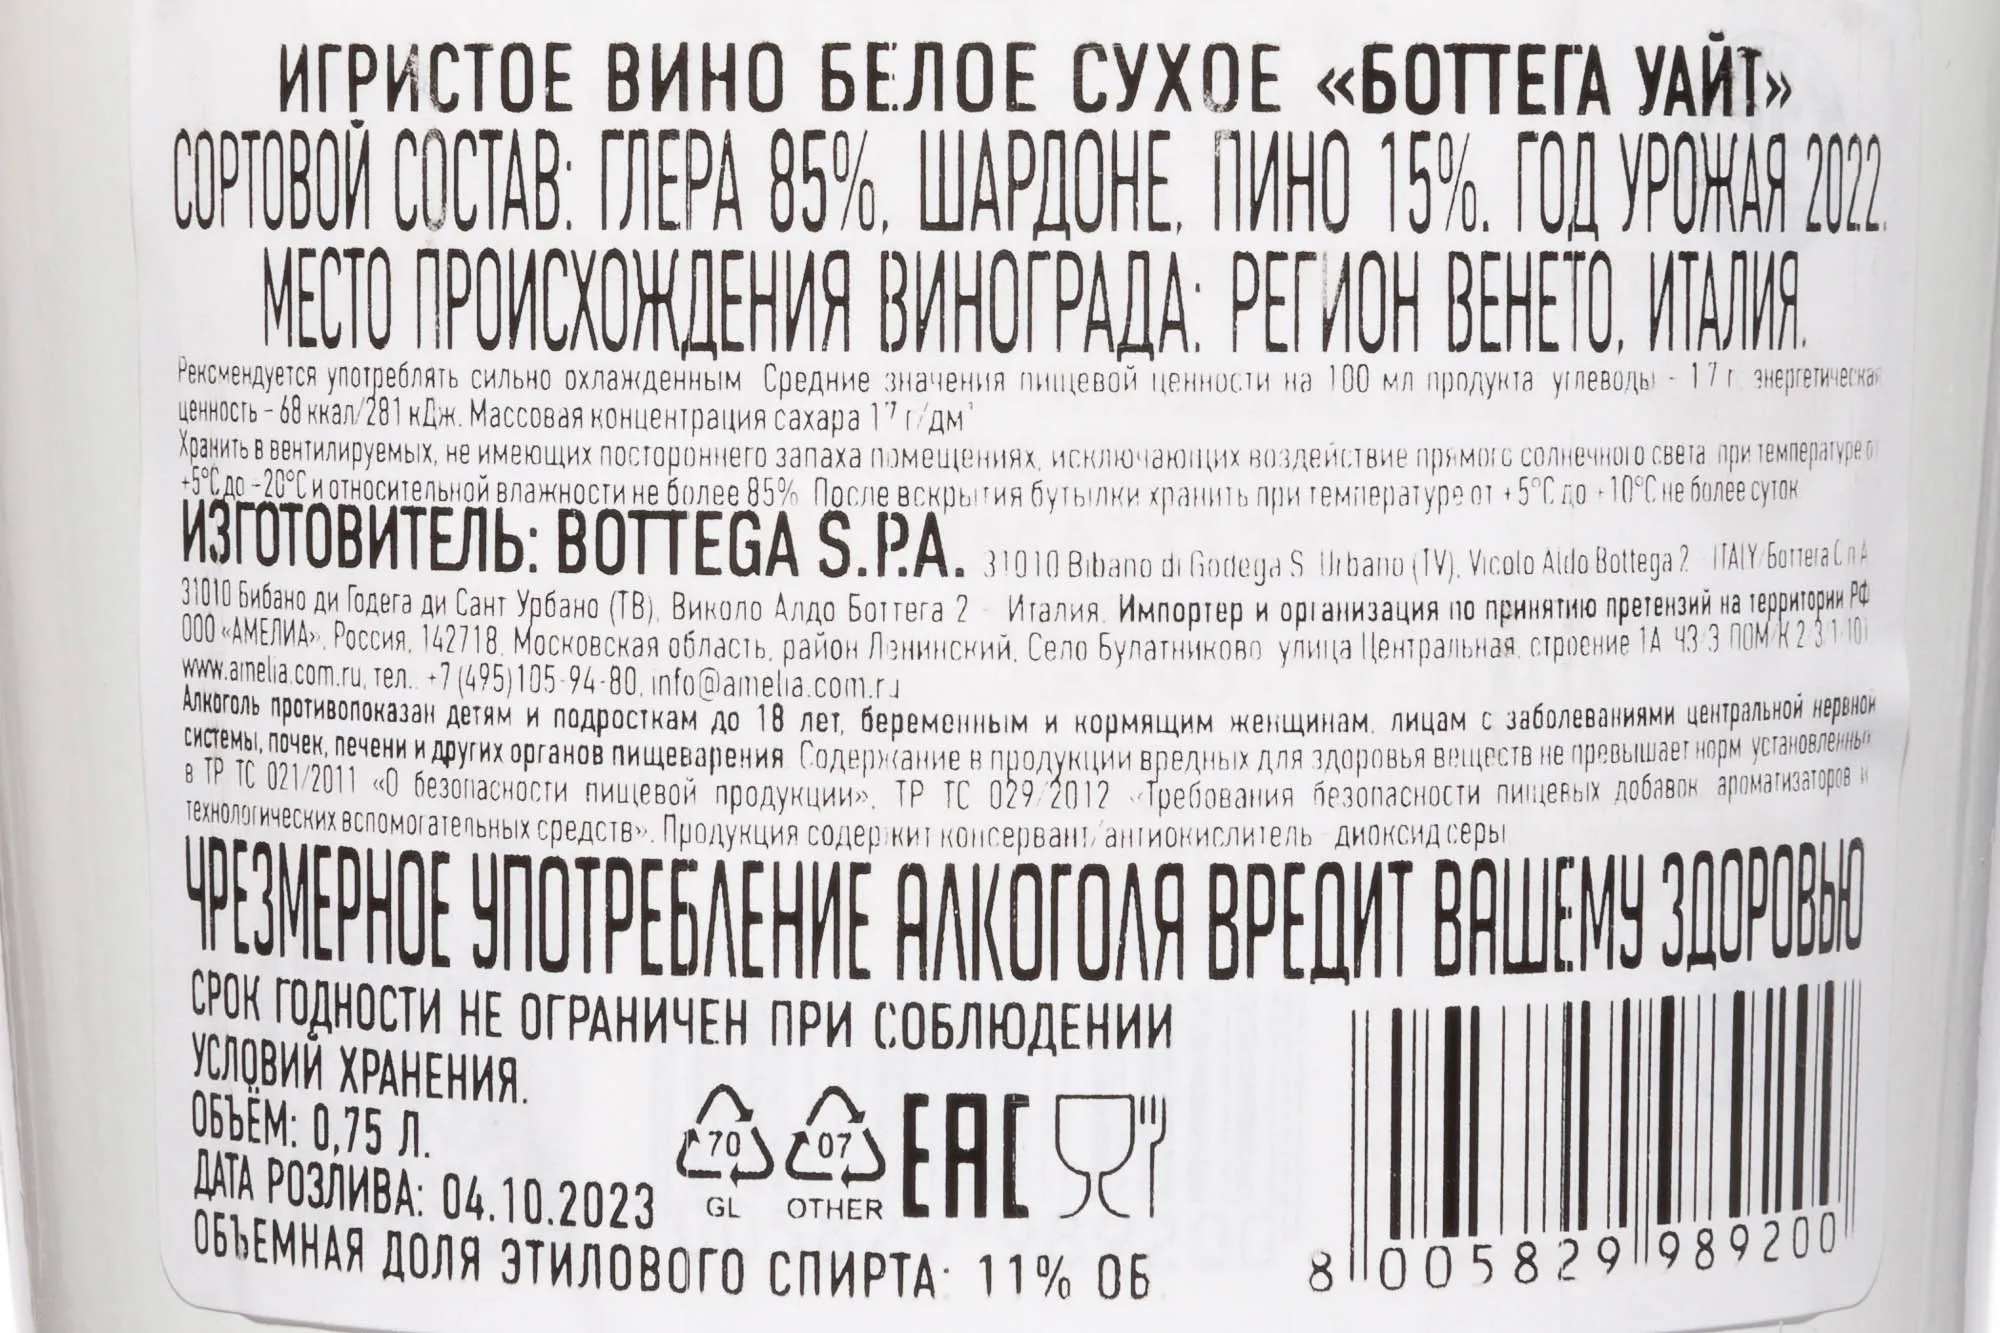 ИГРИСТОЕ ВИНО БЕЛОЕ СУХОЕ «БОТТЕГА УАЙТ»
СОРТОВОЙ СОСТАВ: ГЛЕРА 85%, ШАРДОНЕ, ПИНО 15%. ГОД УРОЖАЯ 2022.
МЕСТО ПРОИСХОЖДЕНИЯ ВИНОГРАДА: РЕГИОН ВЕНЕТО, ИТАЛИЯ.
Рексмендуется употреблять сильно охлажденным Средние значения пищевой ценности на 100 мл продукта углеводы - 17 г энергетическая
ценность – 68 ккал/281 кДж. Массовая концентрация сахара 17 г/дм³
Хранить в вентилируемых, не имеющих постороннего запаха помещениях, исключающих воздействие прямого солнечного света при температуре от
+5°C до –20°C и относительной влажности не более 85% После вскрытия бутылки хранить при температуре от +5°C до +10°C не более суток
ИЗГОТОВИТЕЛЬ: BOTTEGA S.P.A. 31010 Bibano di Godega S Urbano (TV), Vicolo Aldo Bottega 2 ITALY/Боттега С п А
31010 Бибано ди Годега ди Сант Урбано (ТВ), Виколо Алдо Боттега 2 - Италия. Импортер и организация по принятию претензий на территории РФ
ООО «АМЕЛИА», Россия, 142718, Московская область, район Ленинский, Село Булатниково улица Центральная, строение 1А ЧЗ 3 ПОМ/К 2 3 1-10)
www.amelia.com.ru, тел.. +7 (495)105-94-80, info@amelia.com.ru
Алкоголь противопоказан детям и подросткам до 18 лет, беременным и кормящим женщинам, лицам с заболеваниями центральной нервной
системы, почек, печени и других органов пищеварения Содержание в продукции вредных для здоровья веществ не превышает норм установленных
в ТР ТС 021/2011 «О безопасности пищевой продукции», ТР ТС 029/2012 «Требования безопасности пищевых добавок ароматизаторов и
технологических вспомогательных средств». Продукция содержит консервант/антиокислитель диоксид серы
ЧРЕЗМЕРНОЕ УПОТРЕБЛЕНИЕ АЛКОГОЛЯ ВРЕДИТ ВАШЕМУ ЗДОРОВЬЮ
СРОК ГОДНОСТИ НЕ ОГРАНИЧЕН ПРИ СОБЛЮДЕНИИ
УСЛОВИЙ ХРАНЕНИЯ.
ОБЪЁМ: 0,75 Л.
ДАТА РОЗЛИВА: 04.10.2023
ОБЪЕМНАЯ ДОЛЯ ЭТИЛОВОГО СПИРТА: 11% ОБ
70
GL
07
OTHER
EAC
8 005829 989200